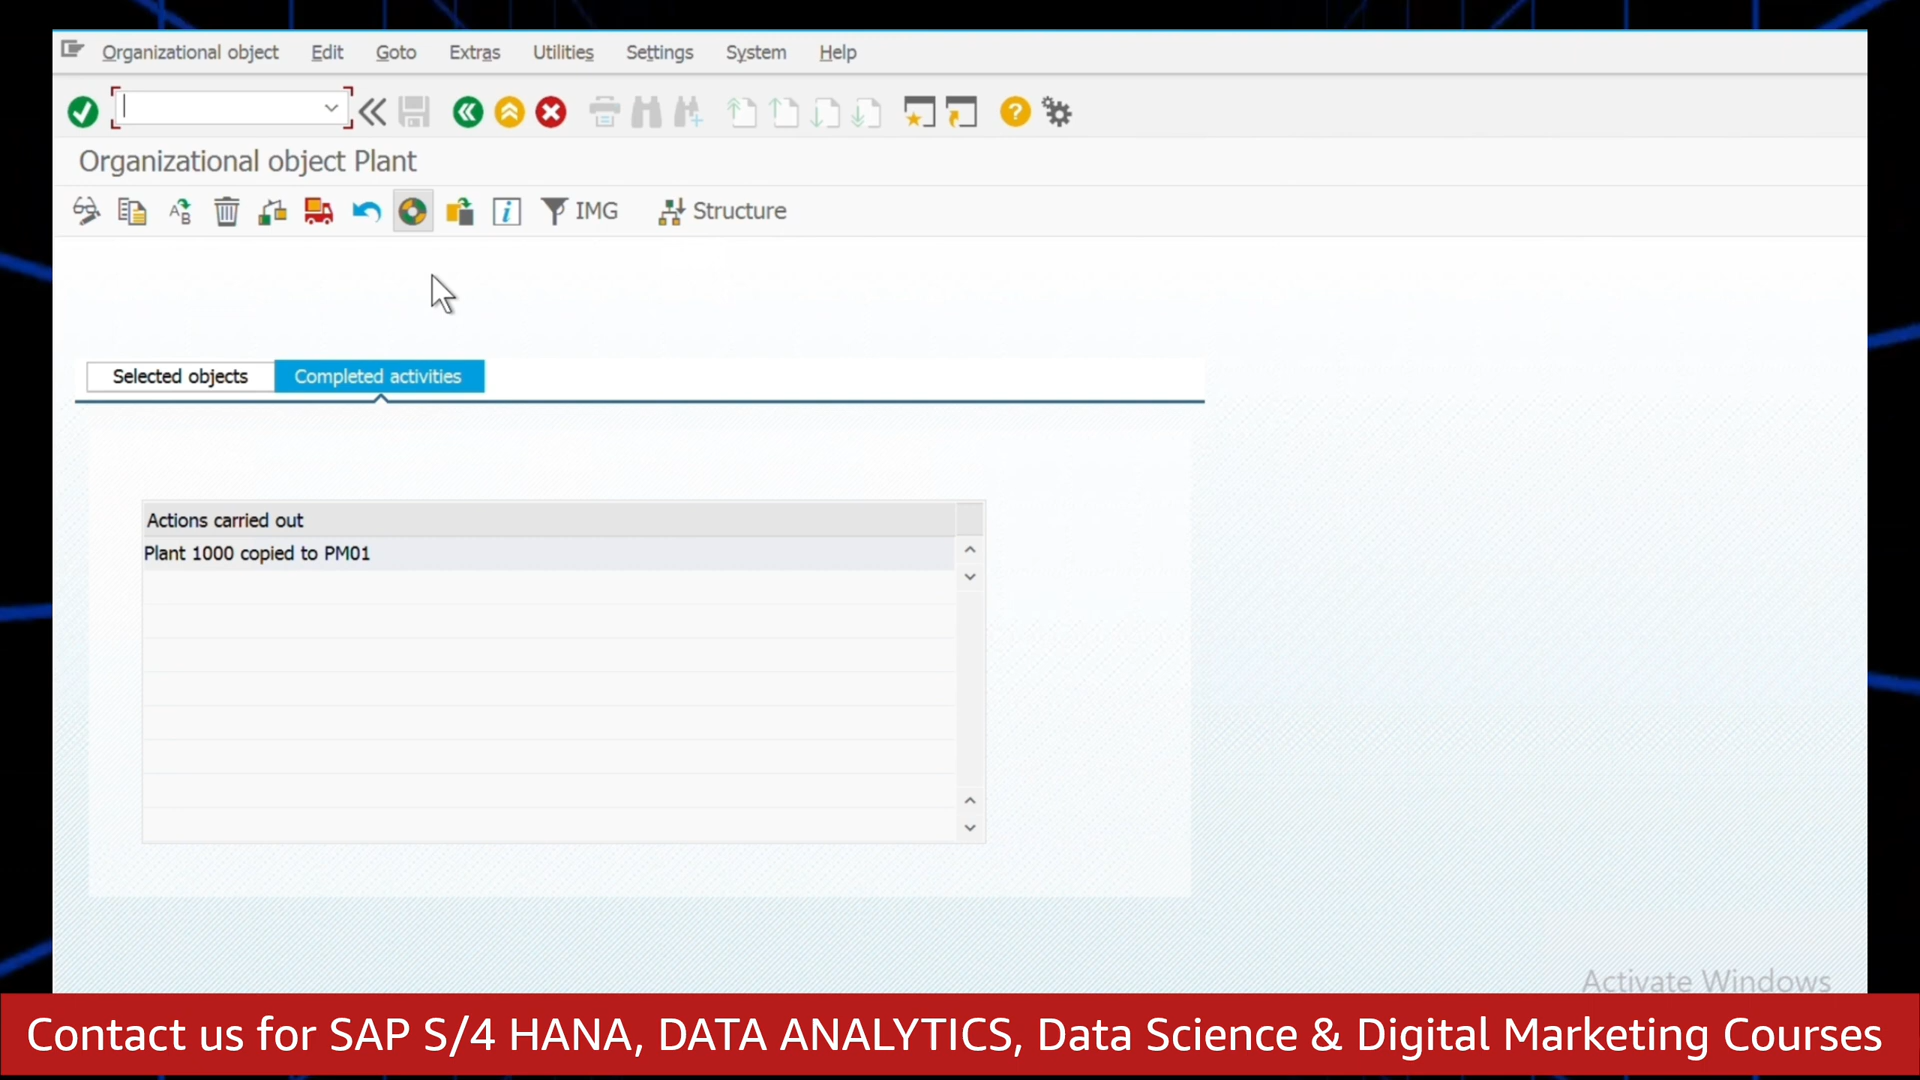 Organizational object Edit Goto Extras Utilities Settings System Help
Organizational object Plant
IMG Structure
Selected objects Completed activities
Actions carried out
Plant 1000 copied to PM01
Activate Windows
Contact us for SAP S/4 HANA, DATA ANALYTICS, Data Science & Digital Marketing Courses